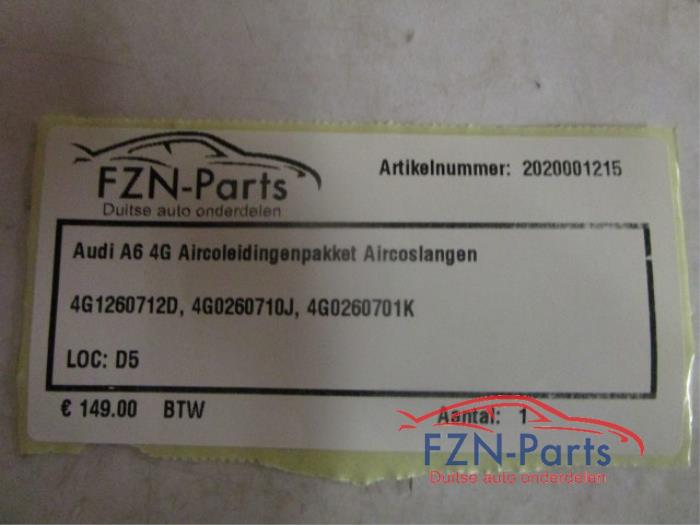 FZN-Parts
Duitse auto onderdelen
Artikelnummer: 2020001215
Audi A6 4G Aircoleidingenpakket Aircoslangen
4G1260712D, 4G0260710J, 4G0260701K
LOC: D5
€ 149.00 BTW
Aantal: 1
FZN-Parts
Duitse auto onderdelen